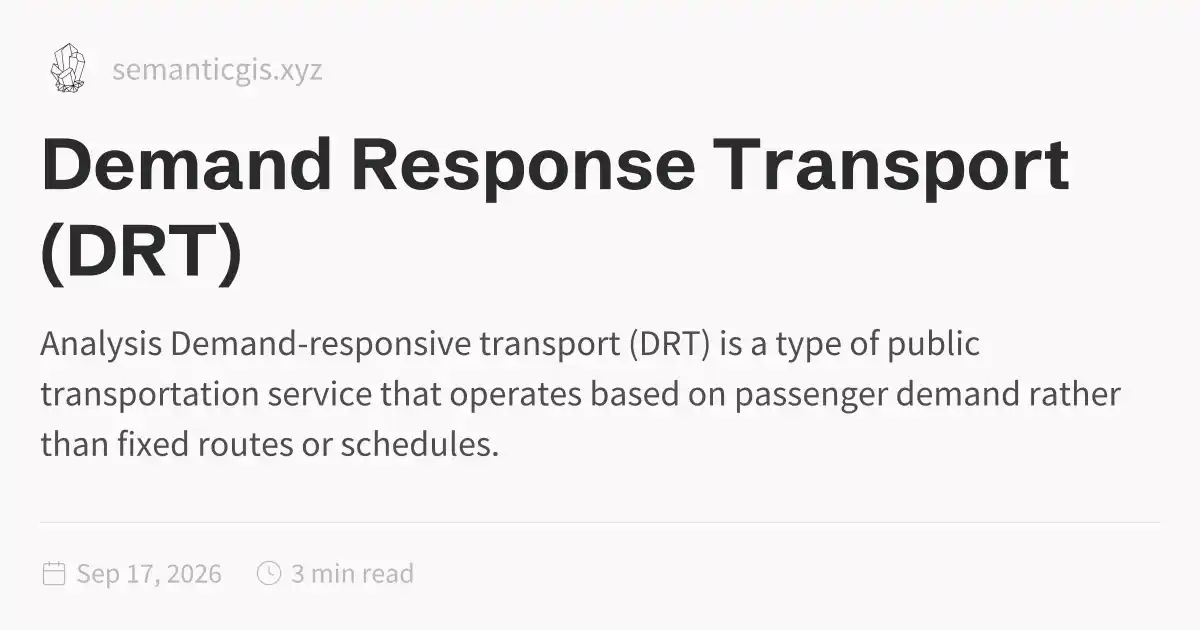 semanticgis.xyz
Demand Response Transport
(DRT)
Analysis Demand-responsive transport (DRT) is a type of public
transportation service that operates based on passenger demand rather
than fixed routes or schedules.
Sep 17, 2026 3 min read